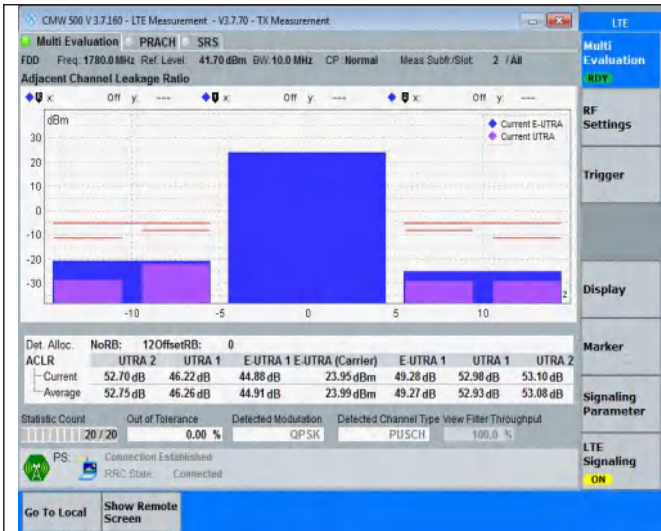 CMW 500 V 3.7.160 - LTE Measurement - V3.7.70 - TX Measurement
LTE
Multi Evaluation PRACH SRS
Multi Evaluation
RDY
FDD Freq: 1780.0 MHz Ref. Level: 41.70 dBm BW: 10.0 MHz CP: Normal Meas Subfr./Slot: 2 / All
Adjacent Channel Leakage Ratio
x: Off y: --- x: Off y: --- x: Off y: ---
dBm
Current E-UTRA
Current UTRA
30
20
10
0
-10
-20
-30
z
-10 -5 0 5 10
RF Settings
Trigger
Display
Marker
Signaling Parameter
LTE Signaling
ON
Det. Alloc. NoRB: 12 OffsetRB: 0
ACLR UTRA 2 UTRA 1 E-UTRA 1 E-UTRA (Carrier) E-UTRA 1 UTRA 1 UTRA 2
Current 52.70 dB 46.22 dB 44.88 dB 23.95 dBm 49.28 dB 52.98 dB 53.10 dB
Average 52.75 dB 46.26 dB 44.91 dB 23.99 dBm 49.27 dB 52.93 dB 53.08 dB
Statistic Count Out of Tolerance Detected Modulation Detected Channel Type View Filter Throughput
20 / 20 0.00 % QPSK PUSCH 100.0 %
PS: Connection Established
RRC State: Connected
Go To Local
Show Remote Screen